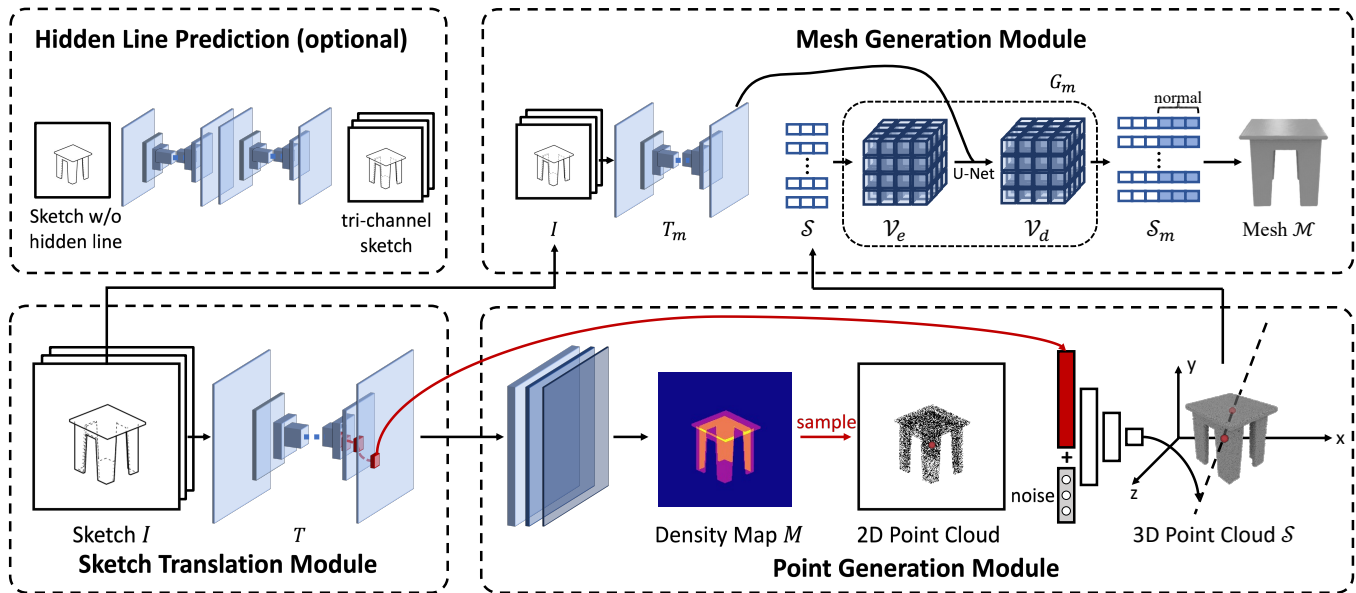 Hidden Line Prediction (optional)
Sketch w/o
hidden line
tri-channel
sketch
Mesh Generation Module
G_m
normal
U-Net
I
T_m
𝒮
𝒱_e
𝒱_d
𝒮_m
Mesh ℳ
Sketch I
T
Sketch Translation Module
sample
+
noise
y
x
z
Density Map M
2D Point Cloud
3D Point Cloud 𝒮
Point Generation Module